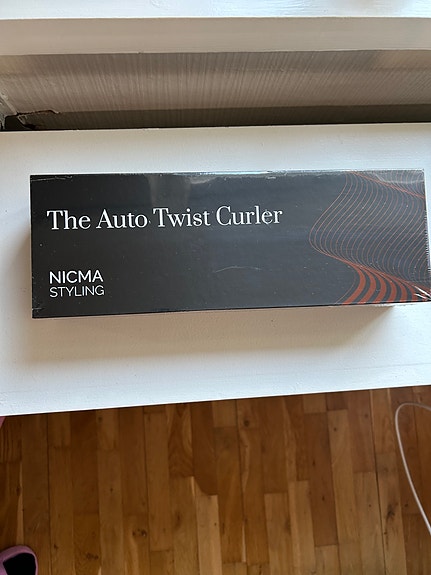 The Auto Twist Curler
NICMA
STYLING